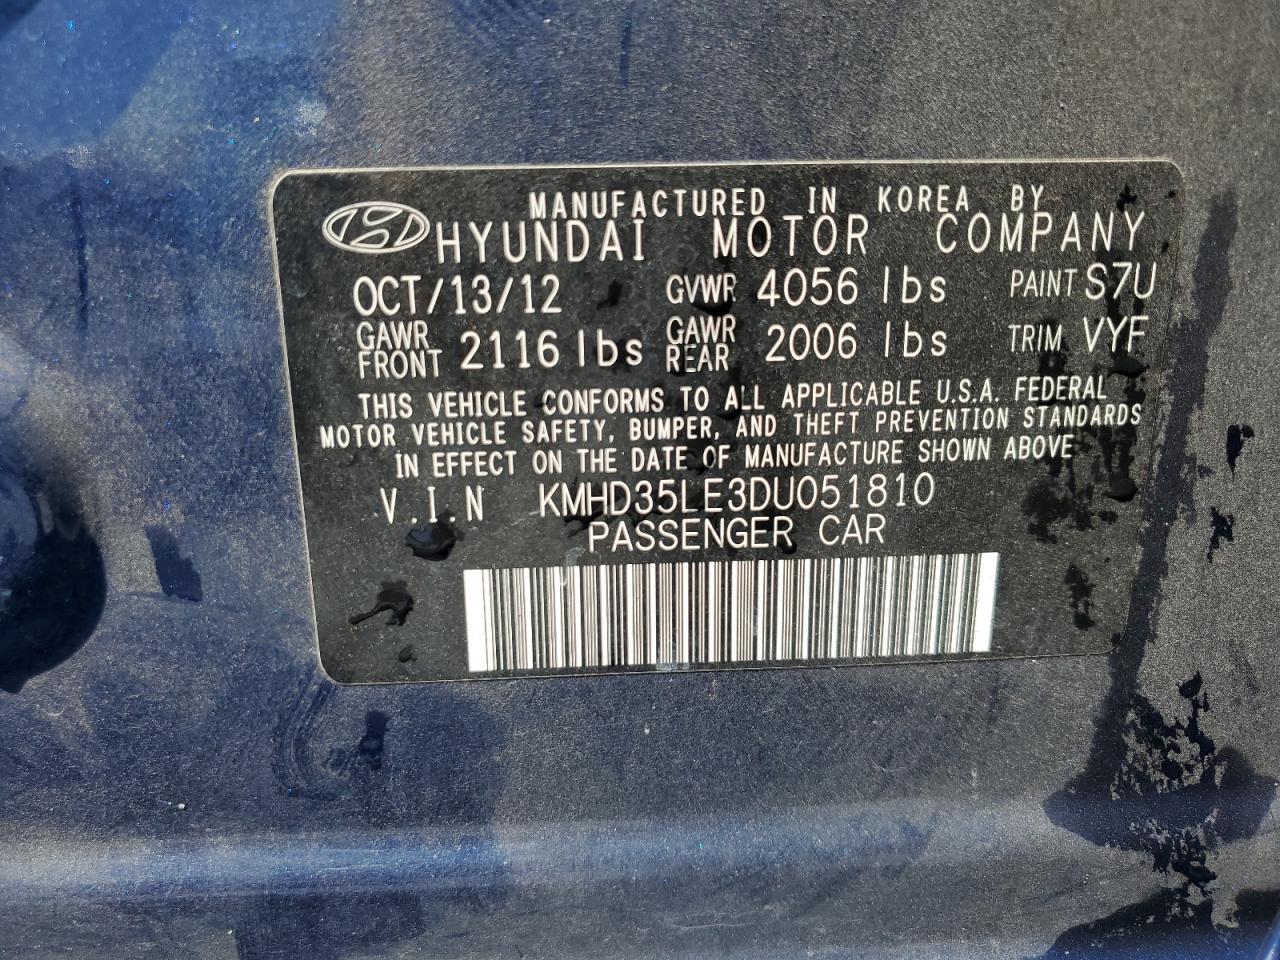 MANUFACTURED IN KOREA BY
HYUNDAI MOTOR COMPANY
OCT/13/12 GVWR 4056 lbs PAINT S7U
GAWR FRONT 2116 lbs GAWR REAR 2006 lbs TRIM VYF
THIS VEHICLE CONFORMS TO ALL APPLICABLE U.S.A. FEDERAL
MOTOR VEHICLE SAFETY, BUMPER, AND THEFT PREVENTION STANDARDS
IN EFFECT ON THE DATE OF MANUFACTURE SHOWN ABOVE
V.I.N KMHD35LE3DU051810
PASSENGER CAR